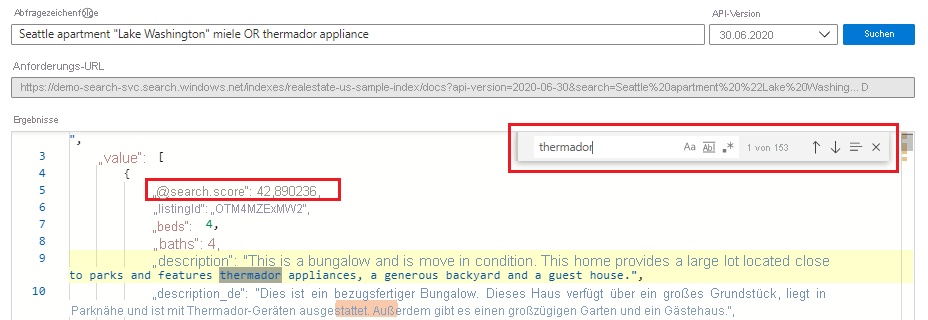 Abfragezeichenfolge
API-Version
Seattle apartment "Lake Washington" miele OR thermador appliance
30.06.2020
Suchen
Anforderungs-URL
https://demo-search-svc.search.windows.net/indexes/realestate-us-sample-index/docs?api-version=2020-06-30&search=Seattle%20apartment%20%22Lake%20Washing... D
Ergebnisse
",
thermador
Aa Abl .*
1 von 153
3 „value": [
4 {
5 „@search.score": 42,890236,
6 „listingId": „OTM4MZExMW2",
7 „beds": 4,
8 „baths": 4,
9 „description": "This is a bungalow and is move in condition. This home provides a large lot located close
to parks and features thermador appliances, a generous backyard and a guest house.",
10 „description_de": "Dies ist ein bezugsfertiger Bungalow. Dieses Haus verfügt über ein großes Grundstück, liegt in
Parknähe und ist mit Thermador-Geräten ausgestattet. Außerdem gibt es einen großzügigen Garten und ein Gästehaus.",